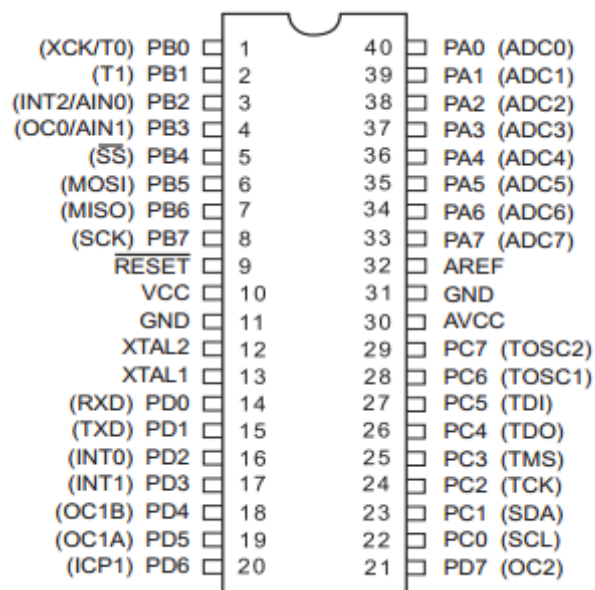 (XCK/T0) PB0 1 40 PA0 (ADC0)
(T1) PB1 2 39 PA1 (ADC1)
(INT2/AIN0) PB2 3 38 PA2 (ADC2)
(OC0/AIN1) PB3 4 37 PA3 (ADC3)
(S̅S̅) PB4 5 36 PA4 (ADC4)
(MOSI) PB5 6 35 PA5 (ADC5)
(MISO) PB6 7 34 PA6 (ADC6)
(SCK) PB7 8 33 PA7 (ADC7)
R̅E̅S̅E̅T̅ 9 32 AREF
VCC 10 31 GND
GND 11 30 AVCC
XTAL2 12 29 PC7 (TOSC2)
XTAL1 13 28 PC6 (TOSC1)
(RXD) PD0 14 27 PC5 (TDI)
(TXD) PD1 15 26 PC4 (TDO)
(INT0) PD2 16 25 PC3 (TMS)
(INT1) PD3 17 24 PC2 (TCK)
(OC1B) PD4 18 23 PC1 (SDA)
(OC1A) PD5 19 22 PC0 (SCL)
(ICP1) PD6 20 21 PD7 (OC2)